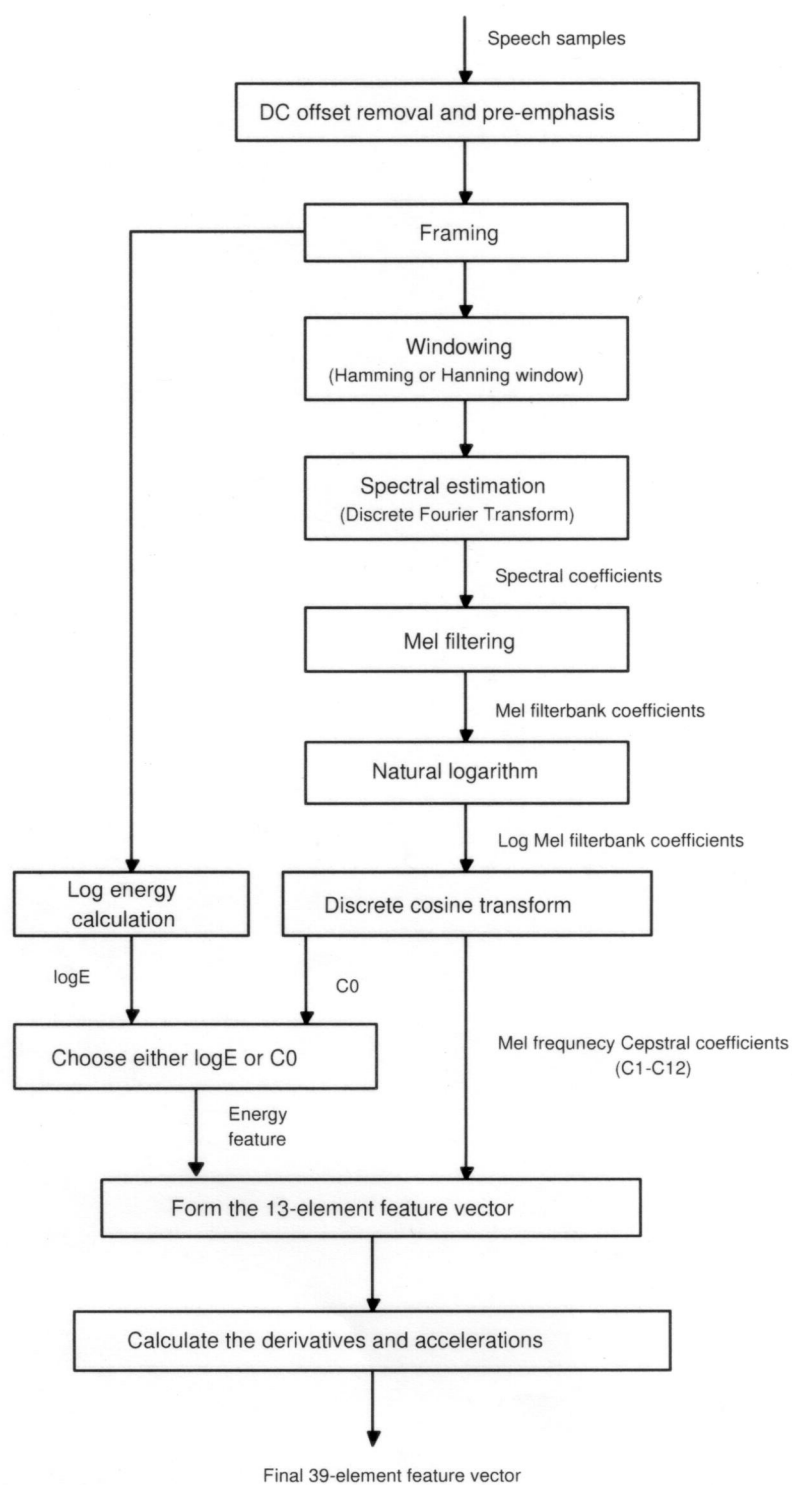 Speech samples
DC offset removal and pre-emphasis
Framing
Windowing
(Hamming or Hanning window)
Spectral estimation
(Discrete Fourier Transform)
Spectral coefficients
Mel filtering
Mel filterbank coefficients
Natural logarithm
Log Mel filterbank coefficients
Log energy
calculation
Discrete cosine transform
logE
C0
Mel frequnecy Cepstral coefficients
(C1-C12)
Choose either logE or C0
Energy
feature
Form the 13-element feature vector
Calculate the derivatives and accelerations
Final 39-element feature vector